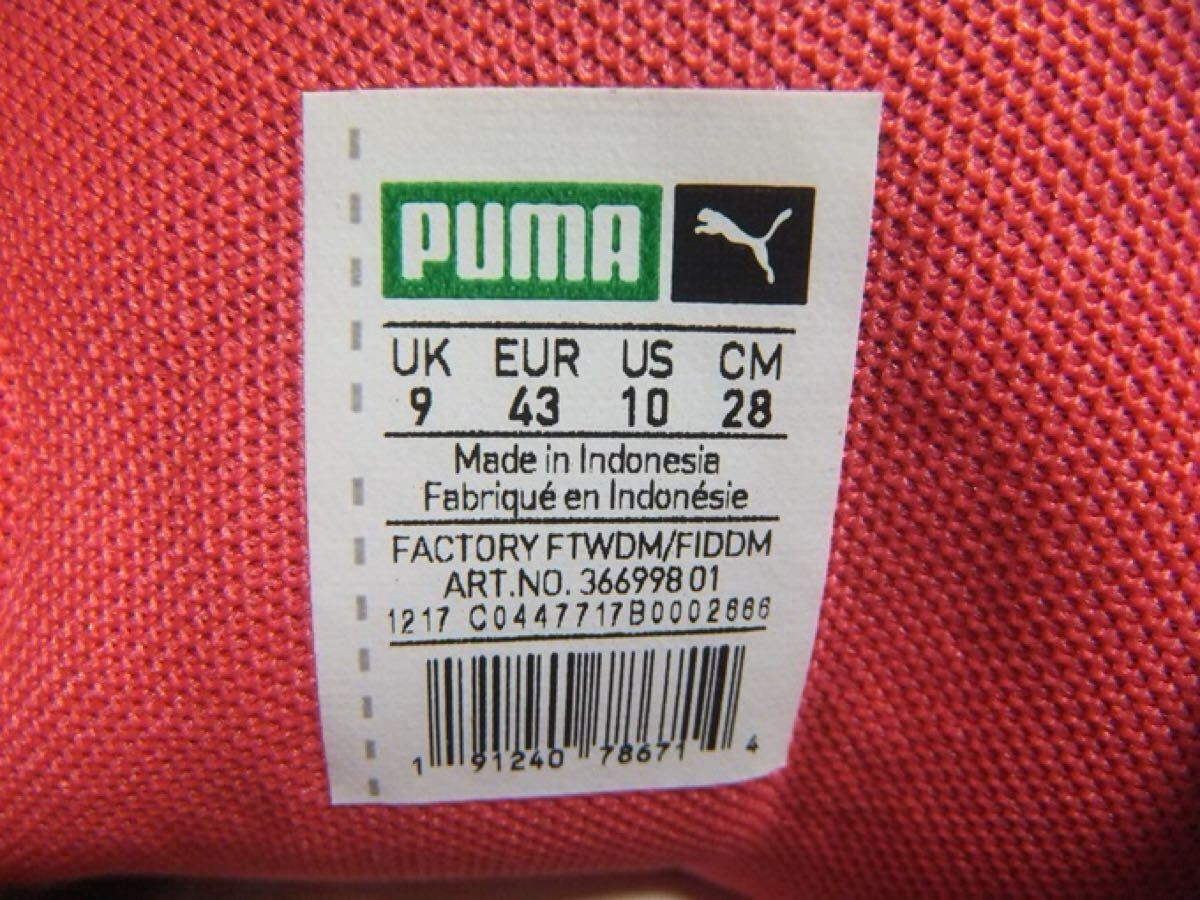 PUMA
UK EUR US CM
9 43 10 28
Made in Indonesia
Fabriqué en Indonésie
FACTORY FTWDM/FIDDM
ART.NO. 366998 01
1217 C0447717B0002666
1 91240 78671 4